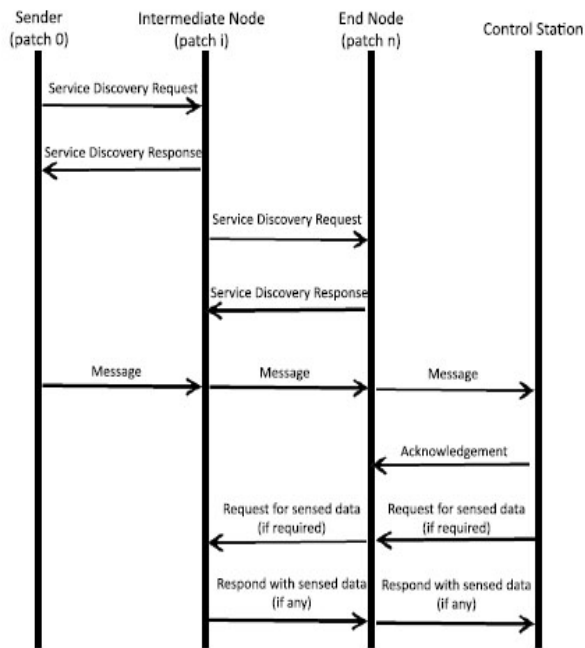 Sender
(patch 0)
Intermediate Node
(patch i)
End Node
(patch n)
Control Station
Service Discovery Request
Service Discovery Response
Service Discovery Request
Service Discovery Response
Message
Message
Message
Acknowledgement
Request for sensed data
(if required)
Request for sensed data
(if required)
Respond with sensed data
(if any)
Respond with sensed data
(if any)